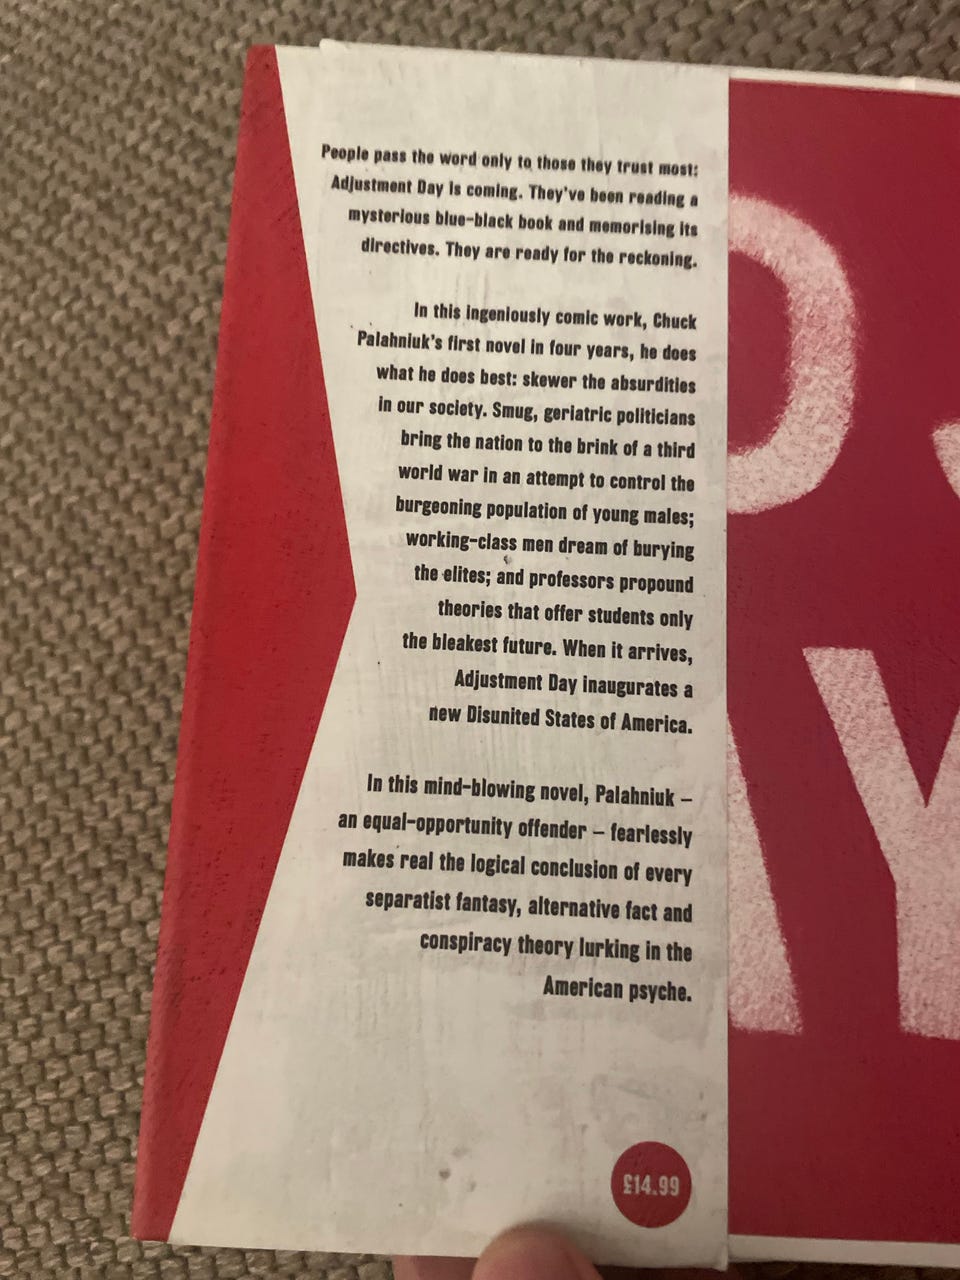 People pass the word only to those they trust most:
Adjustment Day is coming. They've been reading a
mysterious blue-black book and memorising its
directives. They are ready for the reckoning.
In this ingeniously comic work, Chuck
Palahniuk's first novel in four years, he does
what he does best: skewer the absurdities
in our society. Smug, geriatric politicians
bring the nation to the brink of a third
world war in an attempt to control the
burgeoning population of young males;
working-class men dream of burying
the elites; and professors propound
theories that offer students only
the bleakest future. When it arrives,
Adjustment Day inaugurates a
new Disunited States of America.
In this mind-blowing novel, Palahniuk –
an equal-opportunity offender – fearlessly
makes real the logical conclusion of every
separatist fantasy, alternative fact and
conspiracy theory lurking in the
American psyche.
£14.99